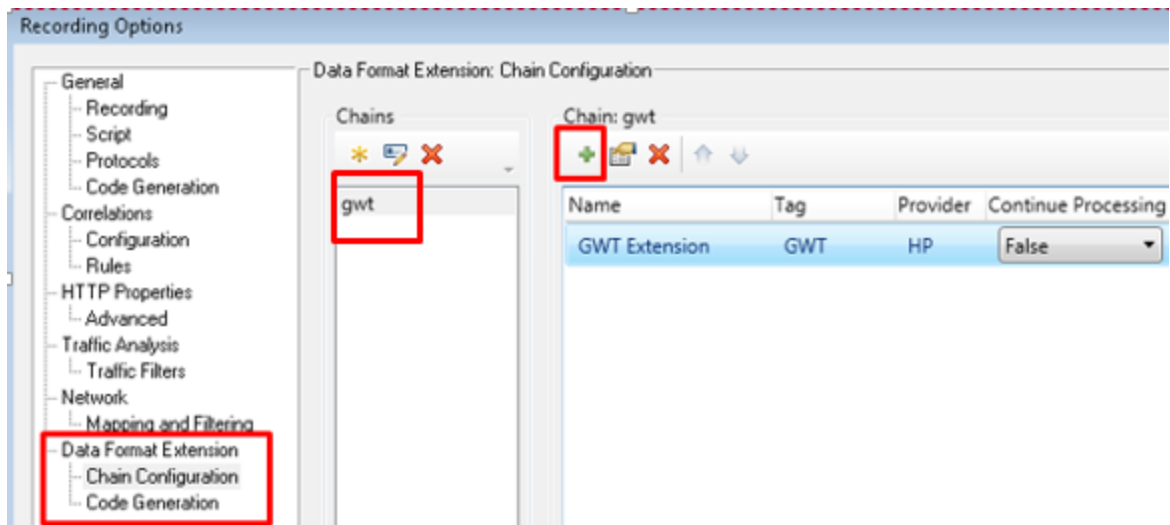 Recording Options
General
Recording
Script
Protocols
Code Generation
Correlations
Configuration
Rules
HTTP Properties
Advanced
Traffic Analysis
Traffic Filters
Network
Mapping and Filtering
Data Format Extension
Chain Configuration
Code Generation
Data Format Extension: Chain Configuration
Chains
gwt
Chain: gwt
Name Tag Provider Continue Processing
GWT Extension GWT HP False